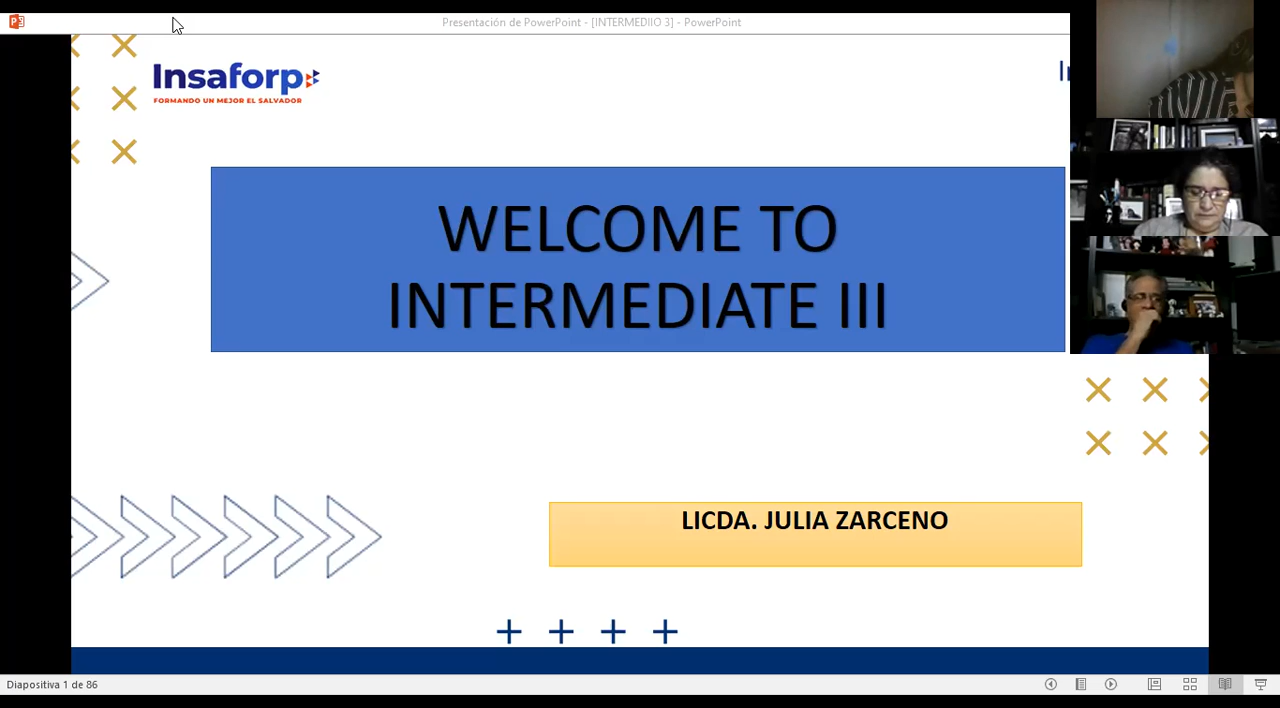 Presentación de PowerPoint - [INTERMEDIIO 3] - PowerPoint
Insaforp
FORMANDO UN MEJOR EL SALVADOR
WELCOME TO
INTERMEDIATE III
LICDA. JULIA ZARCENO
Diapositiva 1 de 86